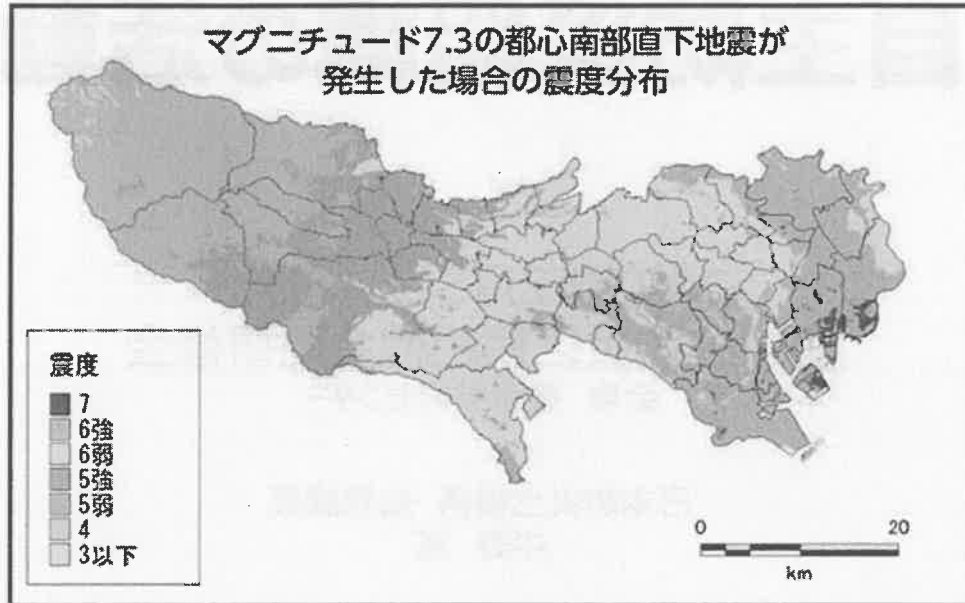 マグニチュード7.3の都心南部直下地震が
発生した場合の震度分布
震度
7
6強
6弱
5強
5弱
4
3以下
0 20
km